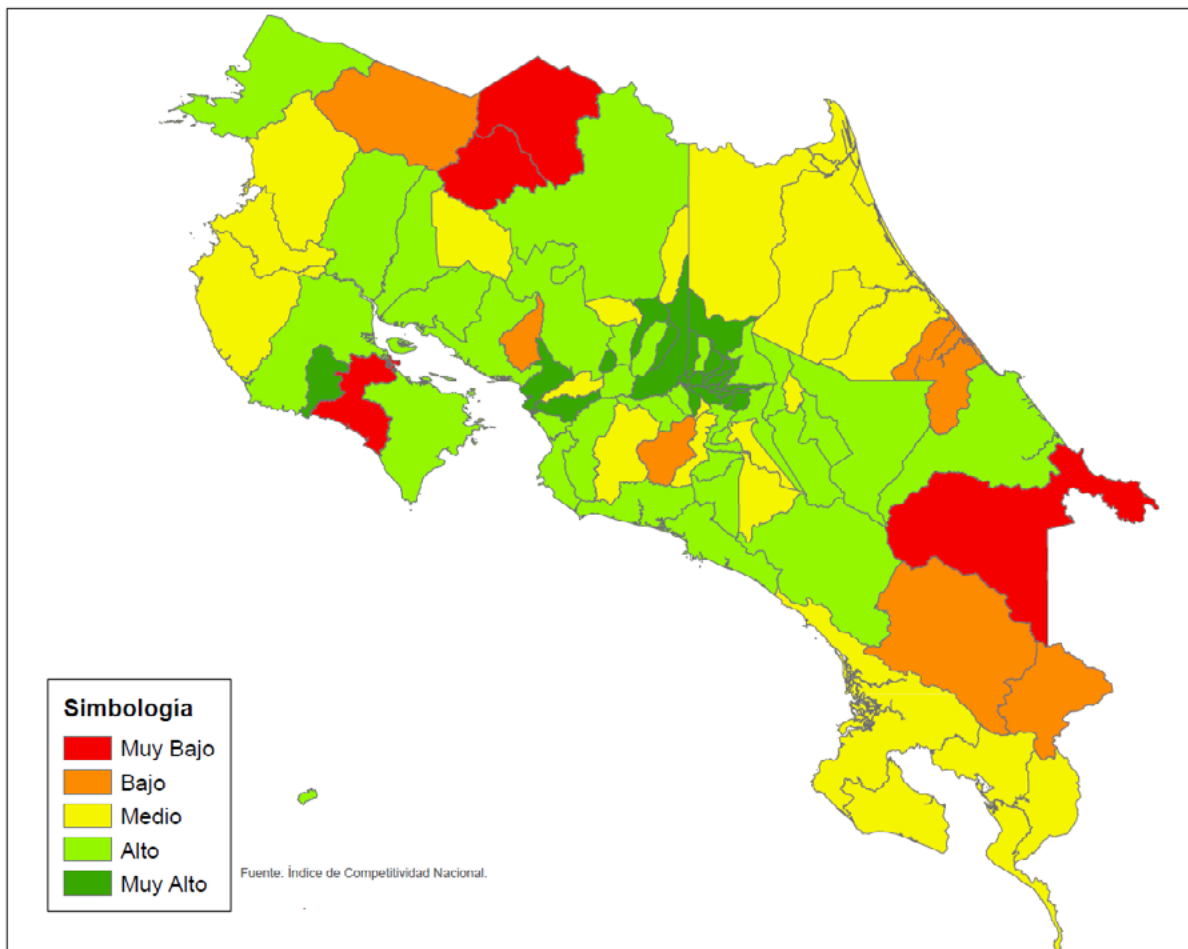 Simbología
Muy Bajo
Bajo
Medio
Alto
Muy Alto
Fuente. Índice de Competitividad Nacional.